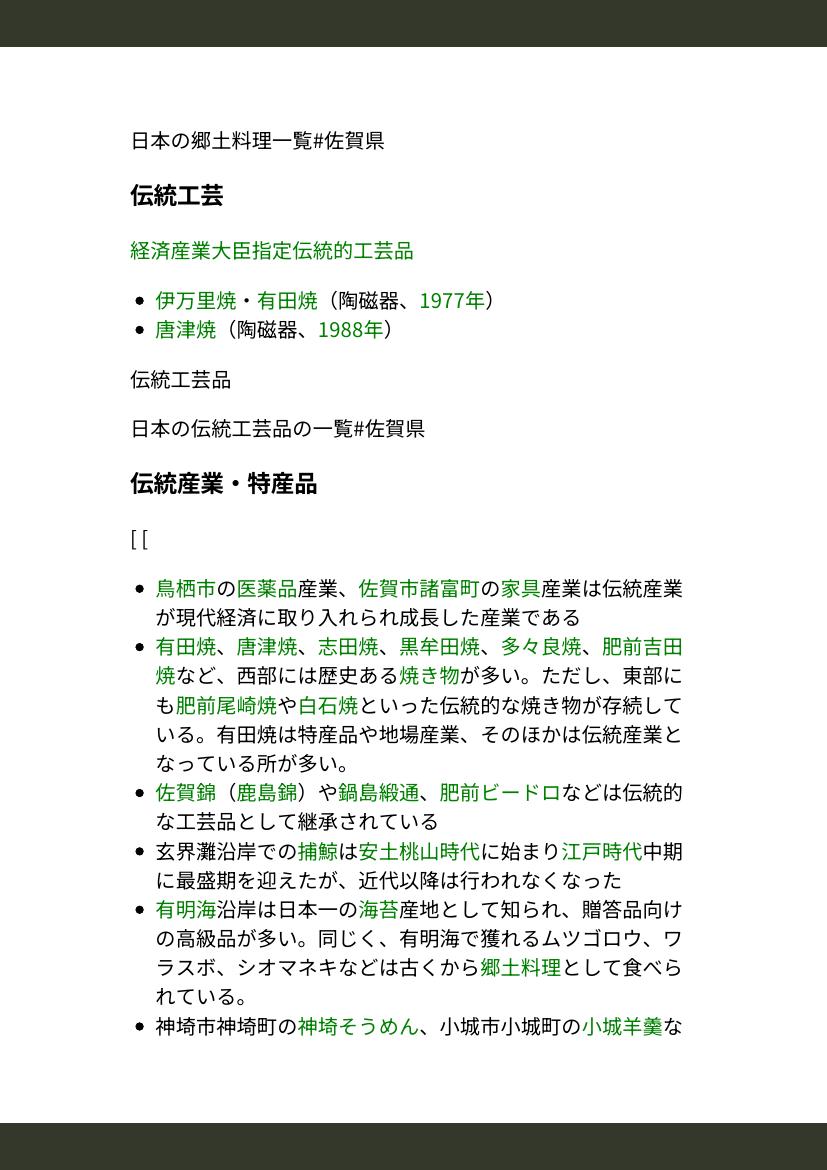 日本の郷土料理一覧#佐賀県
伝統工芸
経済産業大臣指定伝統的工芸品
伊万里焼・有田焼（陶磁器、1977年）
唐津焼（陶磁器、1988年）
伝統工芸品
日本の伝統工芸品の一覧#佐賀県
伝統産業・特産品
[ [
鳥栖市の医薬品産業、佐賀市諸富町の家具産業は伝統産業
が現代経済に取り入れられ成長した産業である
有田焼、唐津焼、志田焼、黒牟田焼、多々良焼、肥前吉田
焼など、西部には歴史ある焼き物が多い。ただし、東部に
も肥前尾崎焼や白石焼といった伝統的な焼き物が存続して
いる。有田焼は特産品や地場産業、そのほかは伝統産業と
なっている所が多い。
佐賀錦（鹿島錦）や鍋島緞通、肥前ビードロなどは伝統的
な工芸品として継承されている
玄界灘沿岸での捕鯨は安土桃山時代に始まり江戸時代中期
に最盛期を迎えたが、近代以降は行われなくなった
有明海沿岸は日本一の海苔産地として知られ、贈答品向け
の高級品が多い。同じく、有明海で獲れるムツゴロウ、ワ
ラスボ、シオマネキなどは古くから郷土料理として食べら
れている。
神埼市神埼町の神埼そうめん、小城市小城町の小城羊羹な